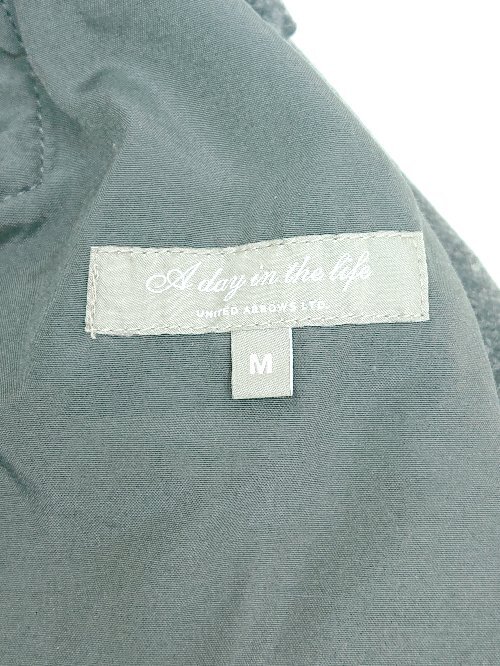 A day in the life
UNITED ARROWS LTD.
M